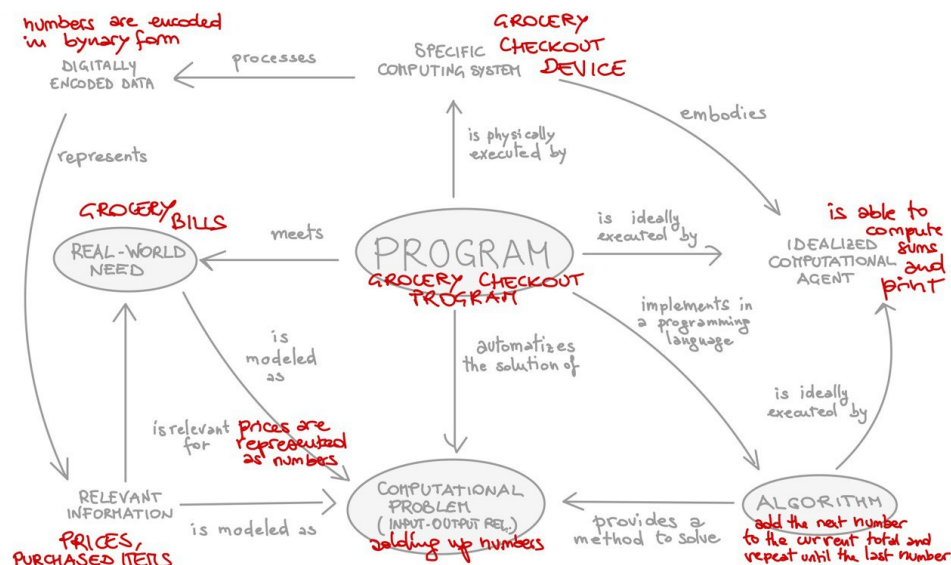 numbers are encoded
in bynary form
DIGITALLY
ENCODED DATA
processes
SPECIFIC
COMPUTING SYSTEM
GROCERY
CHECKOUT
DEVICE
embodies
is physically
executed by
represents
GROCERY
BILLS
REAL-WORLD
NEED
meets
PROGRAM
GROCERY CHECKOUT
PROGRAM
is ideally
executed by
IDEALIZED
COMPUTATIONAL
AGENT
is able to
compute
sums
and
print
is
modeled
as
automatizes
the solution of
implements in
a programming
language
is ideally
executed by
is relevant
for
prices are
represented
as numbers
RELEVANT
INFORMATION
PRICES,
PURCHASED ITEMS
is modeled as
COMPUTATIONAL
PROBLEM
(INPUT-OUTPUT REL.)
adding up numbers
provides a
method to solve
ALGORITHM
add the next number
to the current total and
repeat until the last number